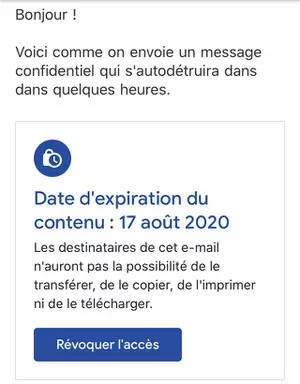 Bonjour !
Voici comme on envoie un message
confidentiel qui s'autodétruira dans
dans quelques heures.
Date d'expiration du
contenu : 17 août 2020
Les destinataires de cet e-mail
n'auront pas la possibilité de le
transférer, de le copier, de l'imprimer
ni de le télécharger.
Révoquer l'accès